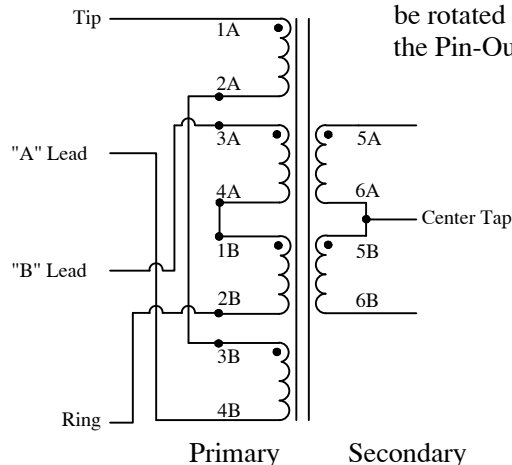 be rotated
the Pin-Ou
Tip
1A
2A
3A
"A" Lead
4A
1B
"B" Lead
2B
3B
Ring
4B
5A
6A
Center Tap
5B
6B
Primary
Secondary